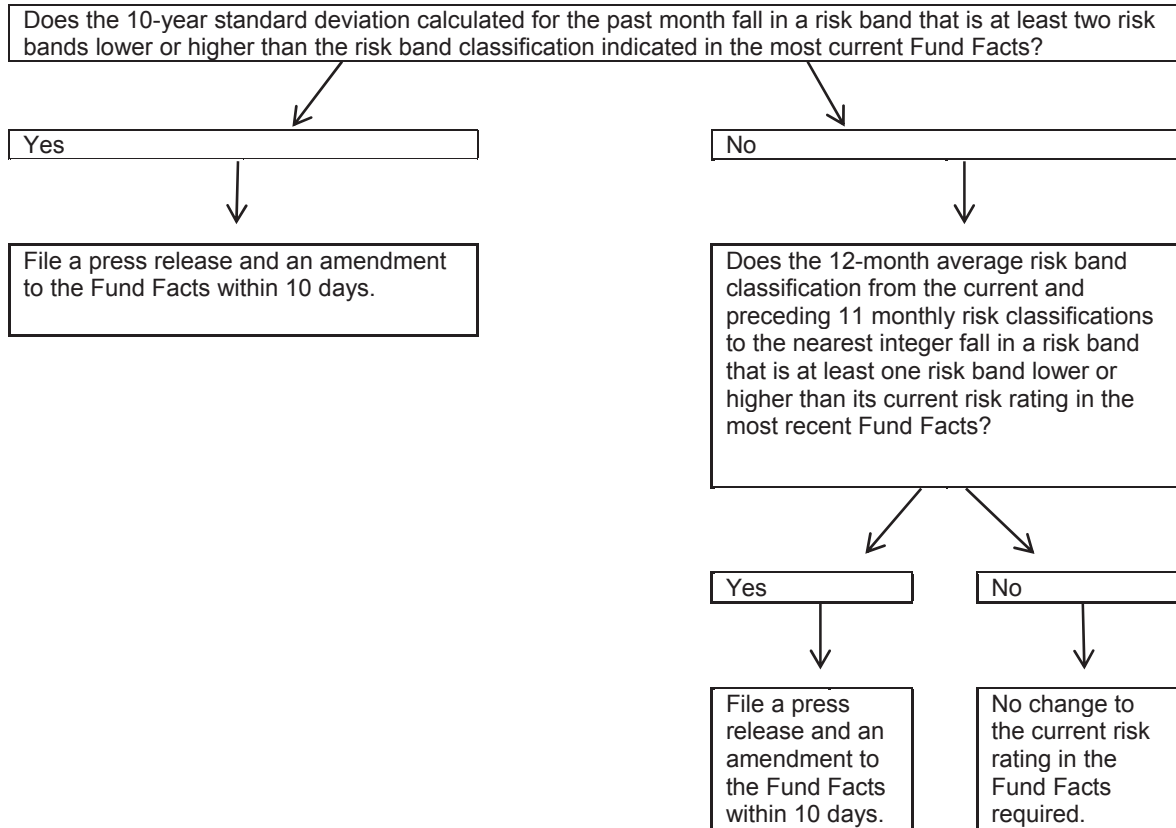 Does the 10-year standard deviation calculated for the past month fall in a risk band that is at least two risk
bands lower or higher than the risk band classification indicated in the most current Fund Facts?
Yes
No
File a press release and an amendment
to the Fund Facts within 10 days.
Does the 12-month average risk band
classification from the current and
preceding 11 monthly risk classifications
to the nearest integer fall in a risk band
that is at least one risk band lower or
higher than its current risk rating in the
most recent Fund Facts?
Yes
No
File a press
release and an
amendment to
the Fund Facts
within 10 days.
No change to
the current risk
rating in the
Fund Facts
required.